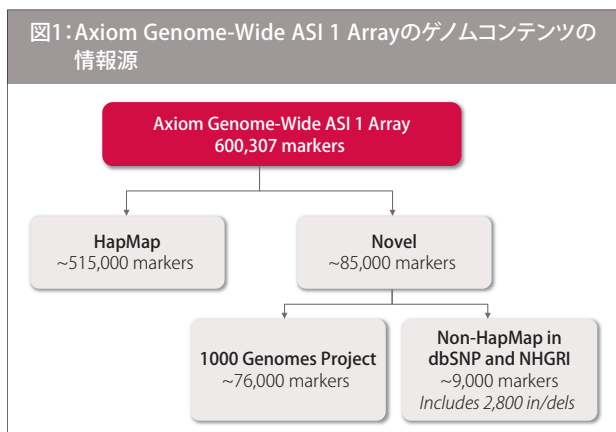 図1：Axiom Genome-Wide ASI 1 Arrayのゲノムコンテンツの
情報源
Axiom Genome-Wide ASI 1 Array
600,307 markers
HapMap
~515,000 markers
Novel
~85,000 markers
1000 Genomes Project
~76,000 markers
Non-HapMap in
dbSNP and NHGRI
~9,000 markers
Includes 2,800 in/dels